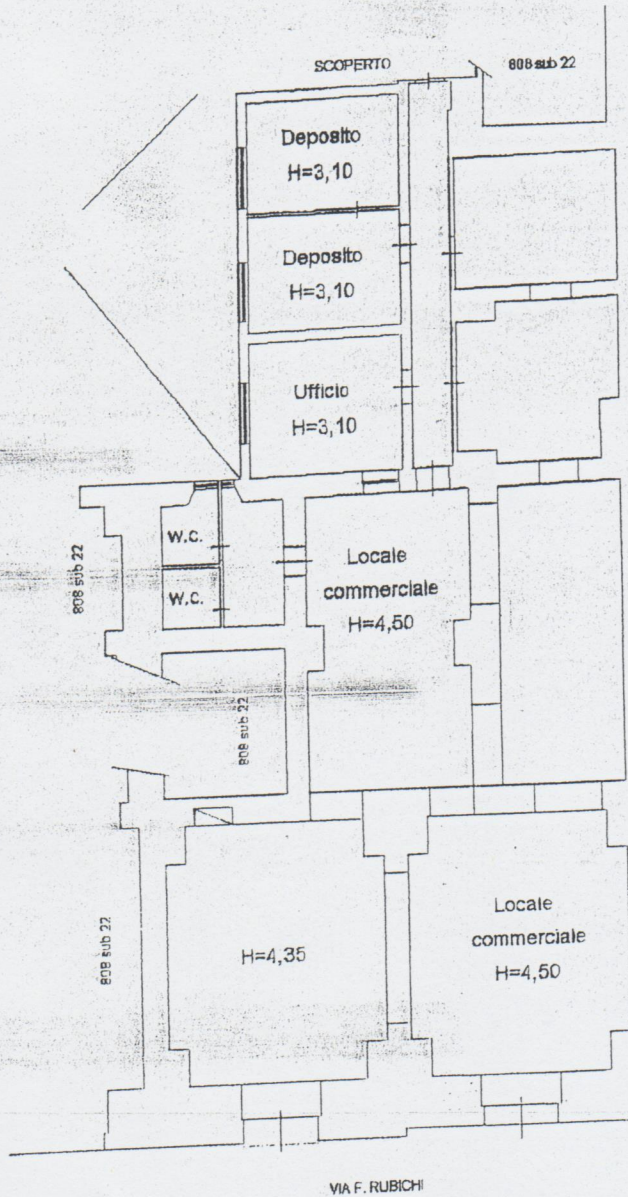 SCOPERTO
808 sub 22
Deposito
H=3,10
Deposito
H=3,10
Ufficio
H=3,10
W.C.
W.C.
808 sub 22
Locale
commerciale
H=4,50
808 sub 22
808 sub 22
H=4,35
Locale
commerciale
H=4,50
VIA F. RUBICHI